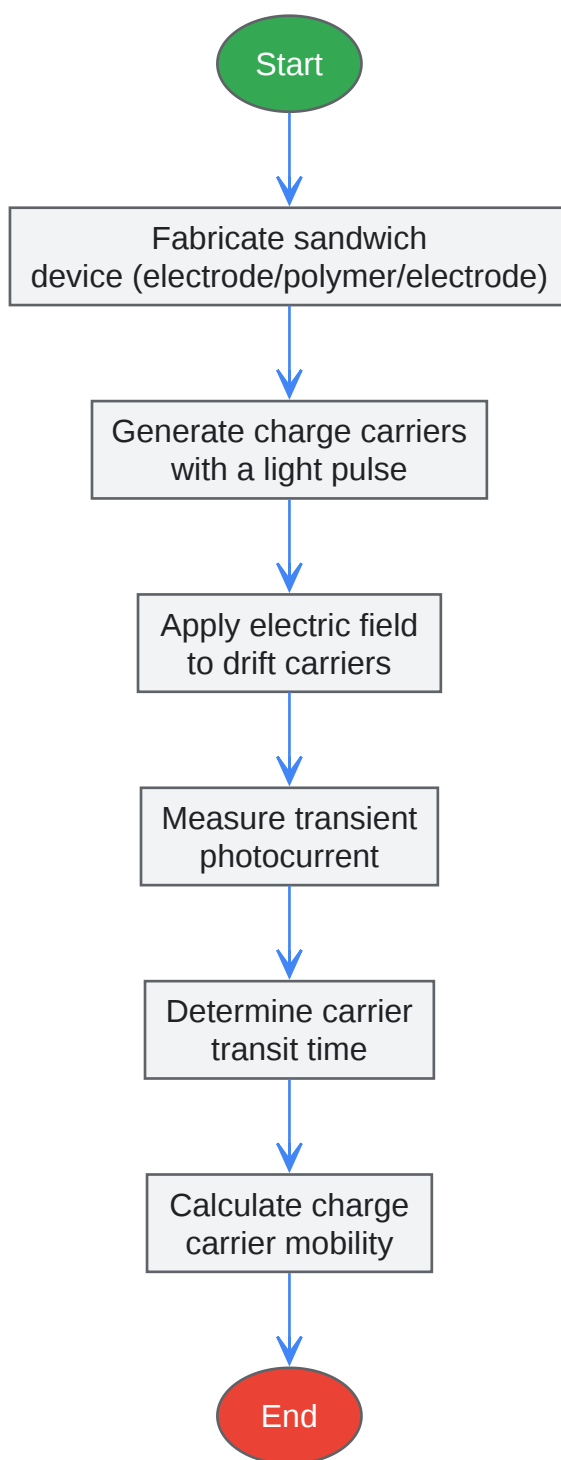 Start
Fabricate sandwich
device (electrode/polymer/electrode)
Generate charge carriers
with a light pulse
Apply electric field
to drift carriers
Measure transient
photocurrent
Determine carrier
transit time
Calculate charge
carrier mobility
End